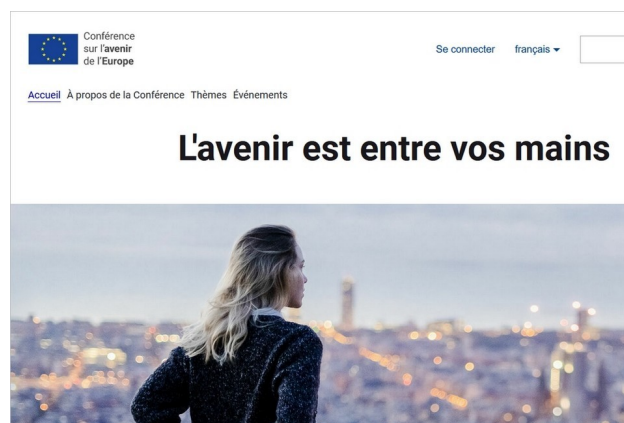 Conférence
sur l'avenir
de l'Europe
Se connecter français
Accueil À propos de la Conférence Thèmes Événements
L'avenir est entre vos mains